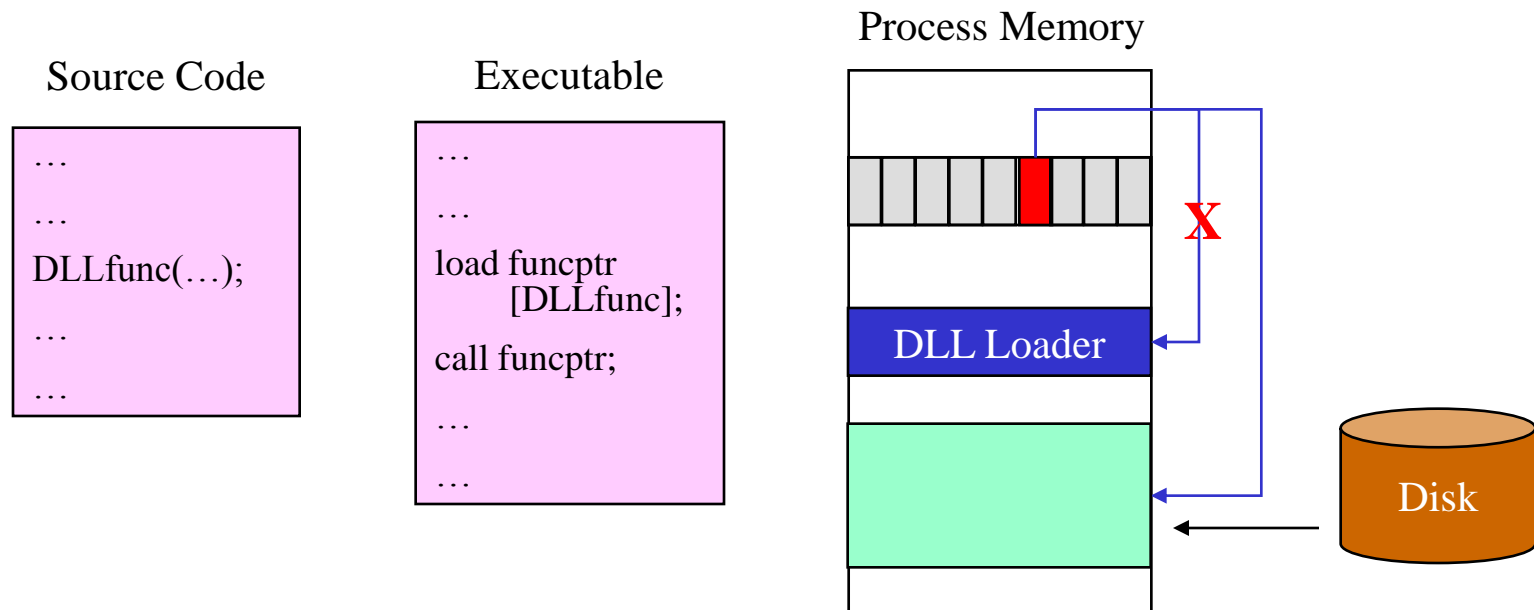 Source Code
…
…
DLLfunc(…);
…
…
Executable
…
…
load funcptr
[DLLfunc];
call funcptr;
…
…
Process Memory
X
DLL Loader
Disk